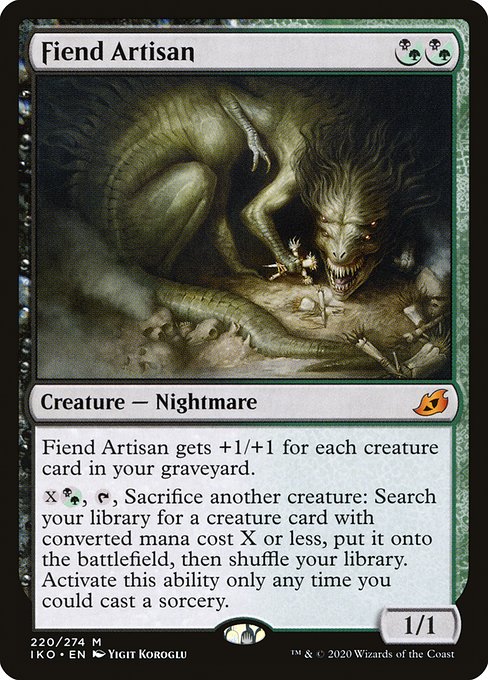 Fiend Artisan
Creature — Nightmare
Fiend Artisan gets +1/+1 for each creature
card in your graveyard.
X, Sacrifice another creature: Search
your library for a creature card with
converted mana cost X or less, put it onto
the battlefield, then shuffle your library.
Activate this ability only any time you
could cast a sorcery.
1/1
220/274 M
IKO • EN Yigit Koroglu
™ & © 2020 Wizards of the Coast